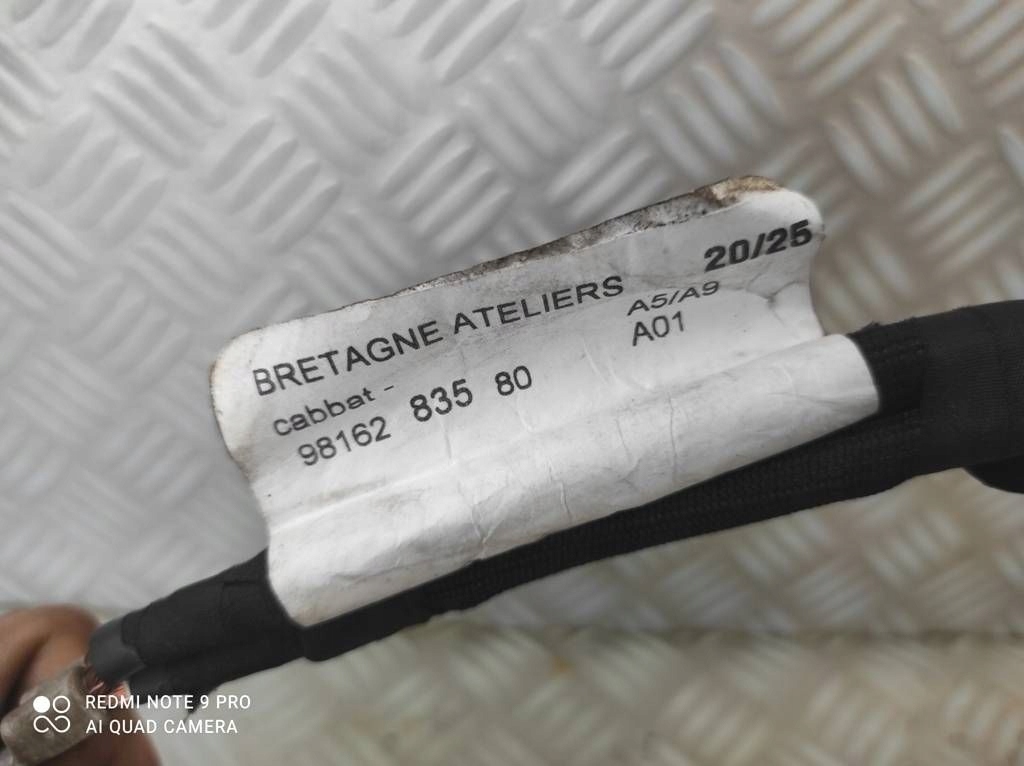 BRETAGNE ATELIERS 20/25
cabbat - A5/A9
98162 835 80 A01
REDMI NOTE 9 PRO
AI QUAD CAMERA